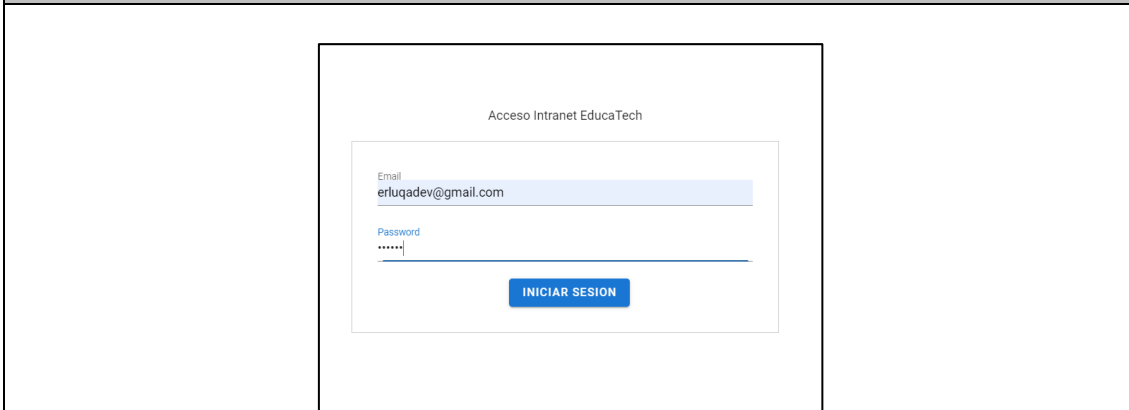 Acceso Intranet EducaTech
Email
erluqadev@gmail.com
Password
••••••
INICIAR SESION